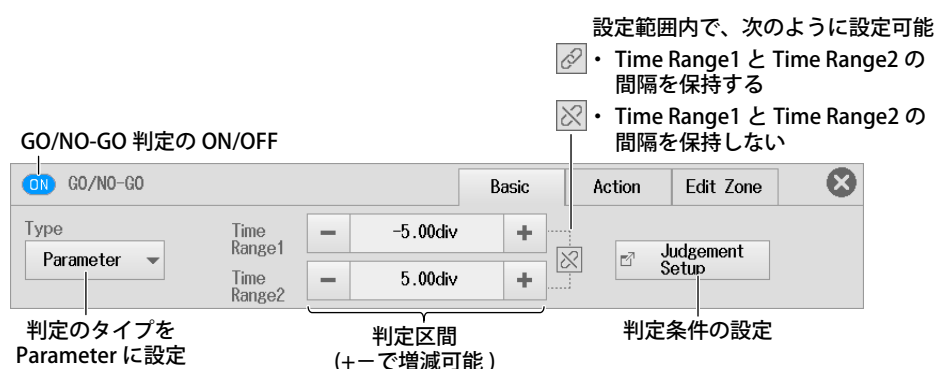 設定範囲内で、次のように設定可能
・ Time Range1 と Time Range2 の
間隔を保持する
・ Time Range1 と Time Range2 の
間隔を保持しない
GO/NO-GO 判定の ON/OFF
ON GO/NO-GO Basic Action Edit Zone
Type
Parameter
Time
Range1
− -5.00div +
Time
Range2
− 5.00div +
Judgement
Setup
判定のタイプを
Parameter に設定
判定区間
(+−で増減可能 )
判定条件の設定